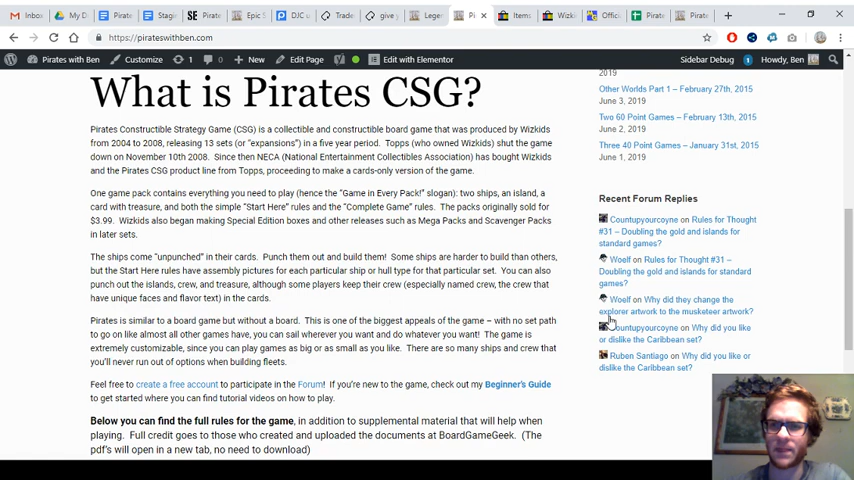 Inbox
My D
Pirate
Stagi
Pirate
Epic S
DJC u
Trade
give y
Leger
Pi
Items
Wizki
Offici
Pirate
Pirate
https://pirateswithben.com
Pirates with Ben
Customize
1
0
New
Edit Page
Edit with Elementor
Sidebar Debug
1
Howdy, Ben
What is Pirates CSG?
Pirates Constructible Strategy Game (CSG) is a collectible and constructible board game that was produced by Wizkids
from 2004 to 2008, releasing 13 sets (or "expansions") in a five year period. Topps (who owned Wizkids) shut the game
down on November 10th 2008. Since then NECA (National Entertainment Collectibles Association) has bought Wizkids
and the Pirates CSG product line from Topps, proceeding to make a cards-only version of the game.
One game pack contains everything you need to play (hence the "Game in Every Pack!" slogan): two ships, an island, a
card with treasure, and both the simple "Start Here" rules and the "Complete Game" rules. The packs originally sold for
$3.99. Wizkids also began making Special Edition boxes and other releases such as Mega Packs and Scavenger Packs
in later sets.
The ships come "unpunched" in their cards. Punch them out and build them! Some ships are harder to build than others,
but the Start Here rules have assembly pictures for each particular ship or hull type for that particular set. You can also
punch out the islands, crew, and treasure, although some players keep their crew (especially named crew, the crew that
have unique faces and flavor text) in the cards.
Pirates is similar to a board game but without a board. This is one of the biggest appeals of the game – with no set path
to go on like almost all other games have, you can sail wherever you want and do whatever you want! The game is
extremely customizable, since you can play games as big or as small as you like. There are so many ships and crew that
you'll never run out of options when building fleets.
Feel free to create a free account to participate in the Forum! If you're new to the game, check out my Beginner's Guide
to get started where you can find tutorial videos on how to play.
Below you can find the full rules for the game, in addition to supplemental material that will help when
playing. Full credit goes to those who created and uploaded the documents at BoardGameGeek. (The
pdf's will open in a new tab, no need to download)
2019
Other Worlds Part 1 – February 27th, 2015
June 3, 2019
Two 60 Point Games – February 13th, 2015
June 2, 2019
Three 40 Point Games – January 31st, 2015
June 1, 2019
Recent Forum Replies
Countupyourcoyne on Rules for Thought
#31 – Doubling the gold and islands for
standard games?
Woelf on Rules for Thought #31 –
Doubling the gold and islands for standard
games?
Woelf on Why did they change the
explorer artwork to the musketeer artwork?
Countupyourcoyne on Why did you like
or dislike the Caribbean set?
Ruben Santiago on Why did you like or
dislike the Caribbean set?